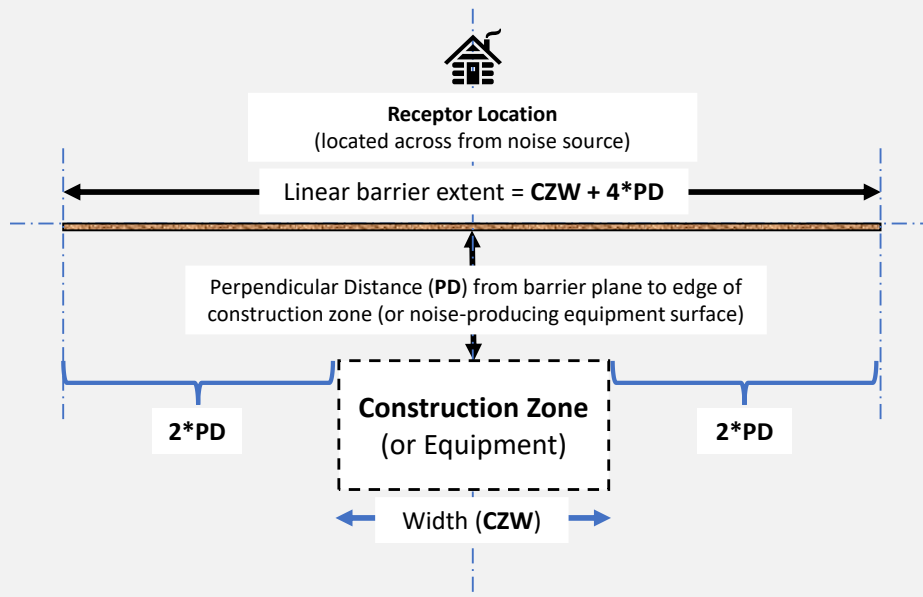 Receptor Location
(located across from noise source)
Linear barrier extent = CZW + 4*PD
Perpendicular Distance (PD) from barrier plane to edge of
construction zone (or noise-producing equipment surface)
2*PD
Construction Zone
(or Equipment)
2*PD
Width (CZW)